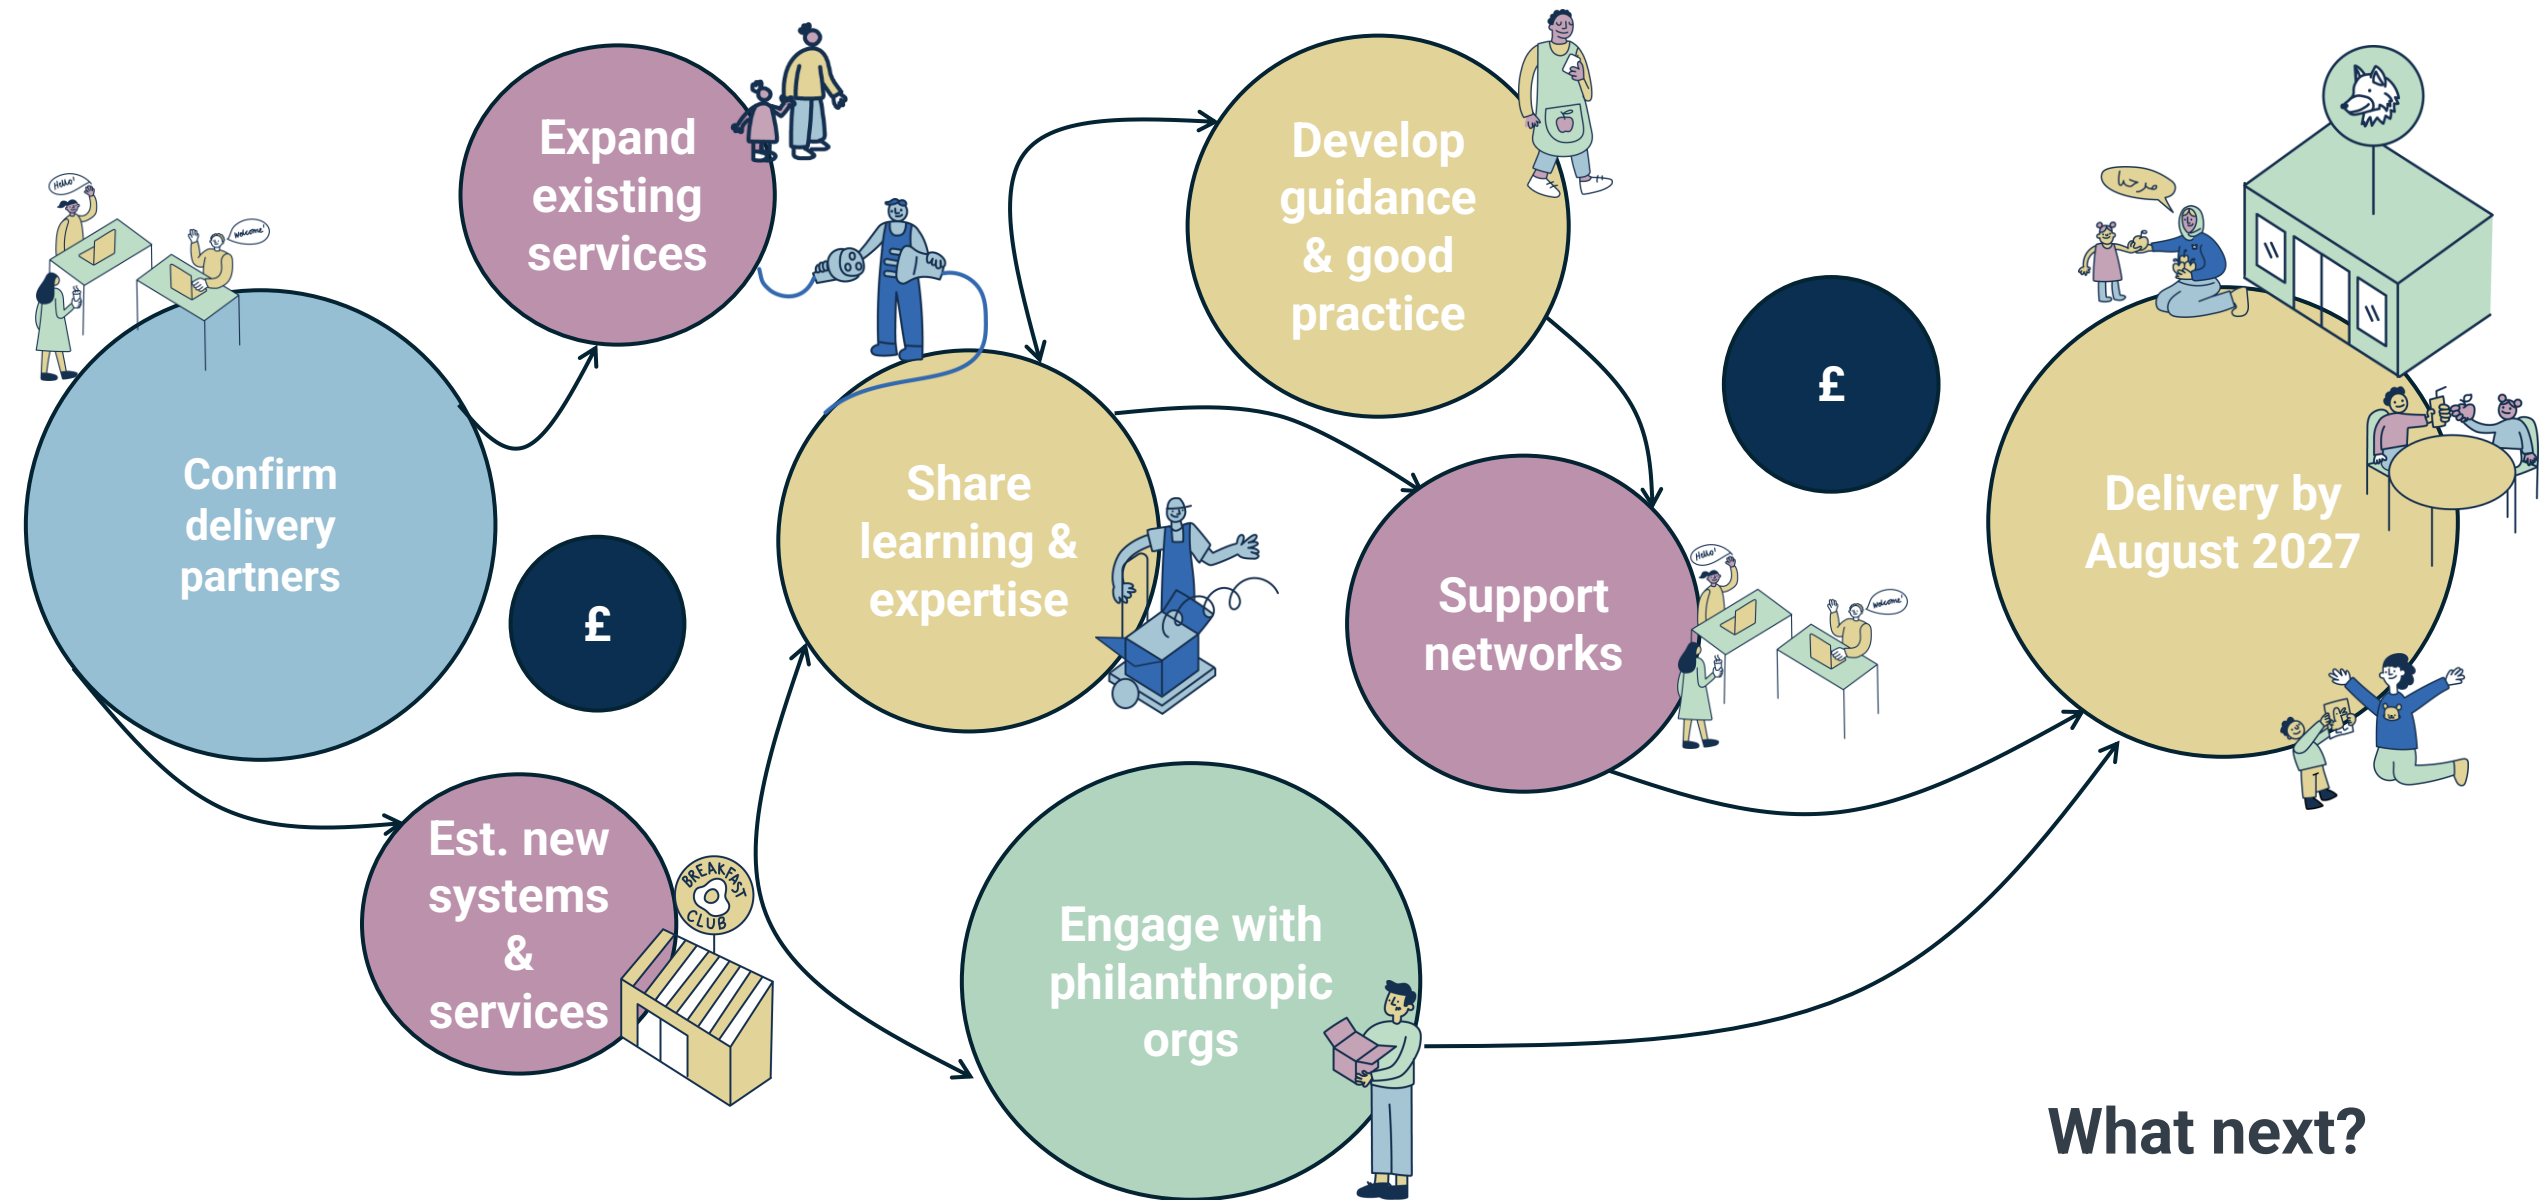 Hello!
Welcome!
Confirm
delivery
partners
Expand
existing
services
£
Est. new
systems
&
services
BREAKFAST
CLUB
Share
learning &
expertise
Develop
guidance
& good
practice
Engage with
philanthropic
orgs
Support
networks
Hello!
Welcome!
£
مرحبا
Delivery by
August 2027
What next?